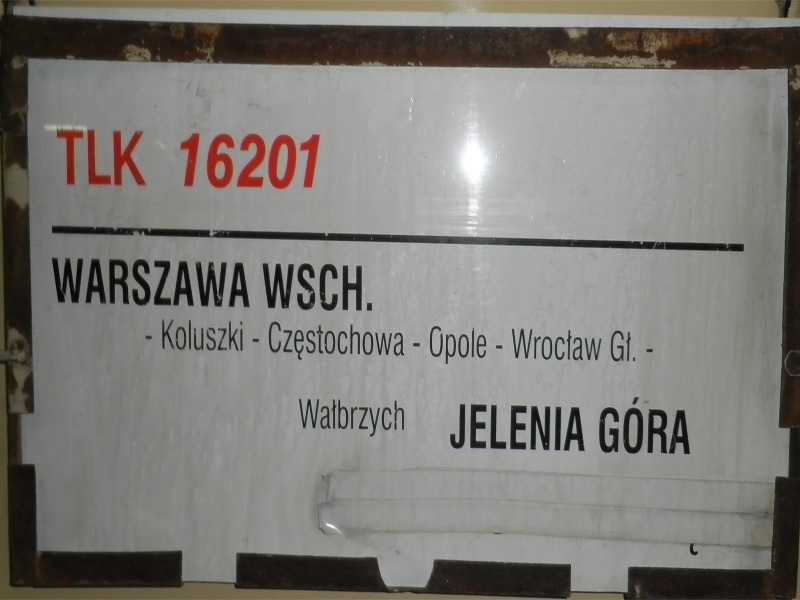 TLK 16201
WARSZAWA WSCH.
- Koluszki - Częstochowa - Opole - Wrocław Gł. -
Wałbrzych JELENIA GÓRA